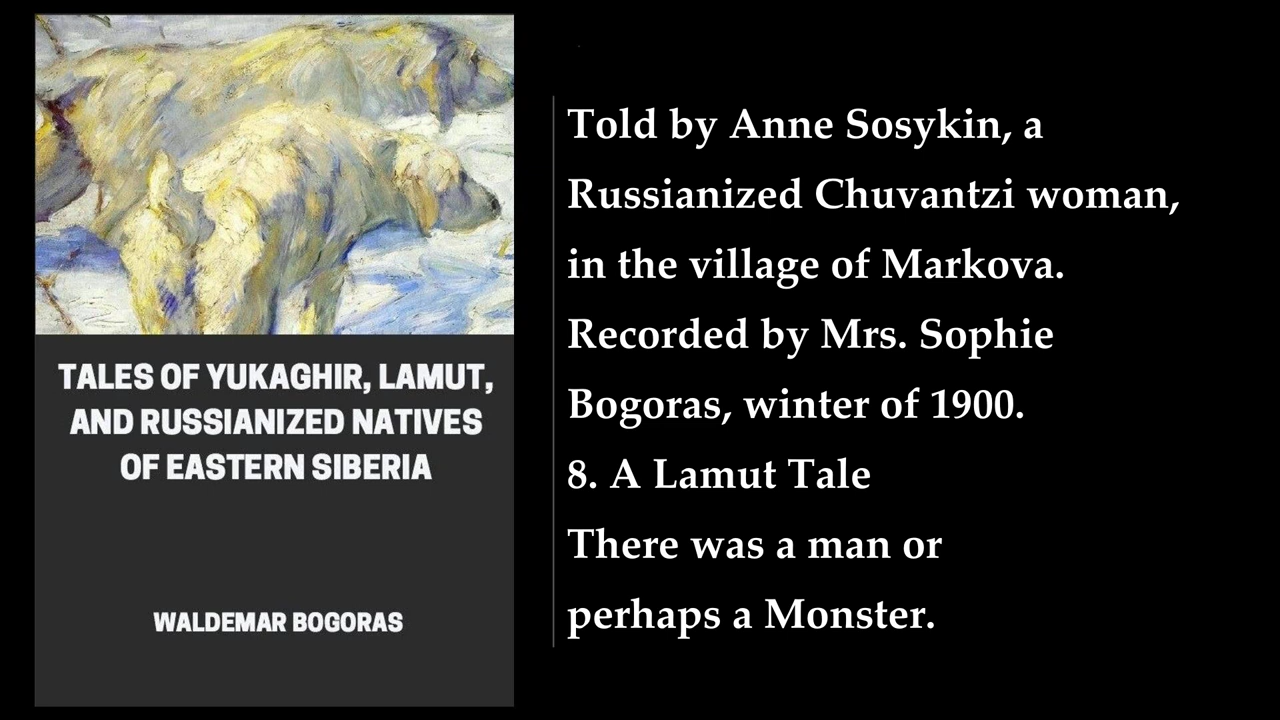 TALES OF YUKAGHIR, LAMUT,
AND RUSSIANIZED NATIVES
OF EASTERN SIBERIA
WALDEMAR BOGORAS
Told by Anne Sosykin, a
Russianized Chuvantzi woman,
in the village of Markova.
Recorded by Mrs. Sophie
Bogoras, winter of 1900.
8. A Lamut Tale
There was a man or
perhaps a Monster.